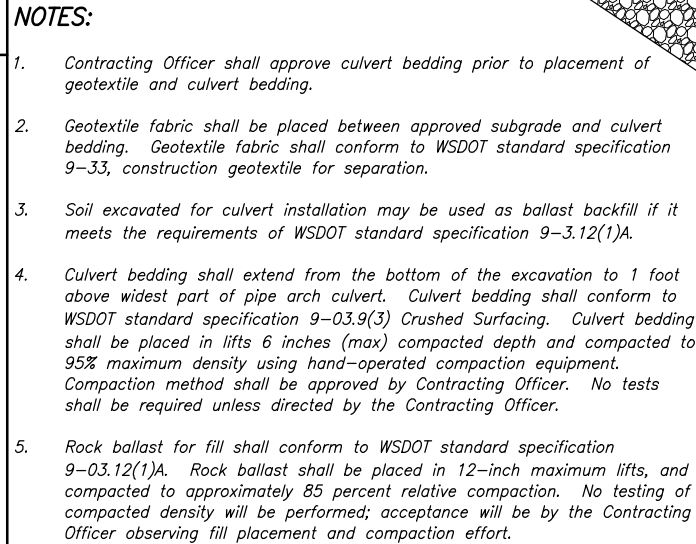 NOTES:
1. Contracting Officer shall approve culvert bedding prior to placement of
geotextile and culvert bedding.
2. Geotextile fabric shall be placed between approved subgrade and culvert
bedding. Geotextile fabric shall conform to WSDOT standard specification
9-33, construction geotextile for separation.
3. Soil excavated for culvert installation may be used as ballast backfill if it
meets the requirements of WSDOT standard specification 9-3.12(1)A.
4. Culvert bedding shall extend from the bottom of the excavation to 1 foot
above widest part of pipe arch culvert. Culvert bedding shall conform to
WSDOT standard specification 9-03.9(3) Crushed Surfacing. Culvert bedding
shall be placed in lifts 6 inches (max) compacted depth and compacted to
95% maximum density using hand-operated compaction equipment.
Compaction method shall be approved by Contracting Officer. No tests
shall be required unless directed by the Contracting Officer.
5. Rock ballast for fill shall conform to WSDOT standard specification
9-03.12(1)A. Rock ballast shall be placed in 12-inch maximum lifts, and
compacted to approximately 85 percent relative compaction. No testing of
compacted density will be performed; acceptance will be by the Contracting
Officer observing fill placement and compaction effort.